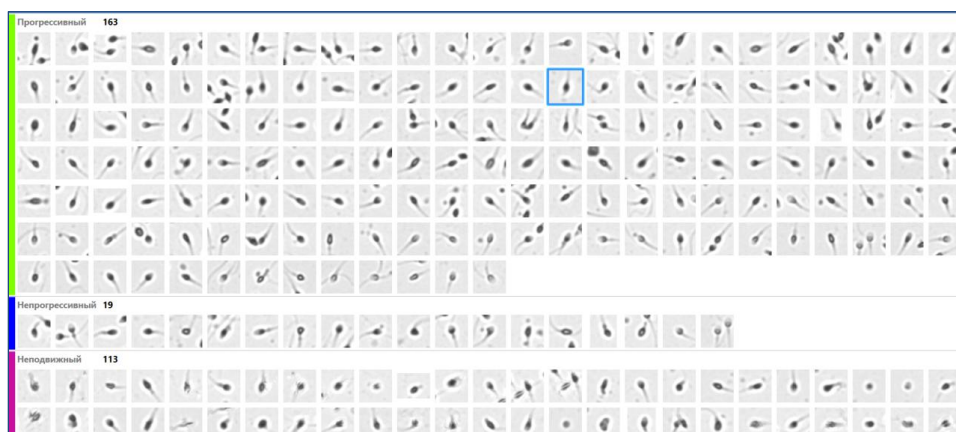 Прогрессивный 163
Непрогрессивный 19
Неподвижный 113